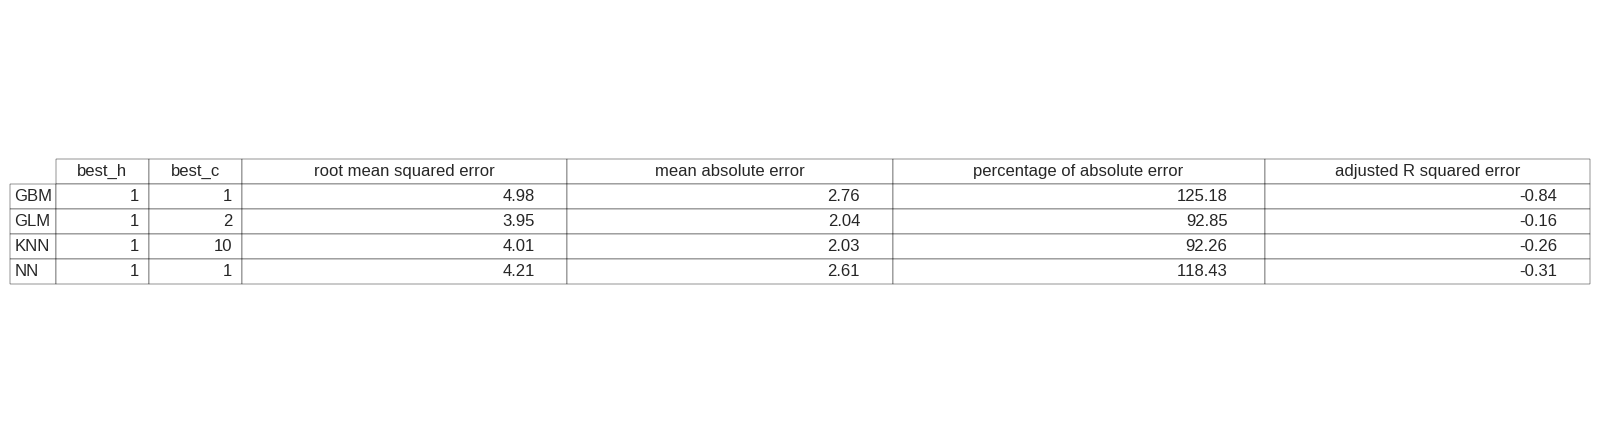 best_h best_c root mean squared error mean absolute error percentage of absolute error adjusted R squared error
GBM 1 1 4.98 2.76 125.18 -0.84
GLM 1 2 3.95 2.04 92.85 -0.16
KNN 1 10 4.01 2.03 92.26 -0.26
NN 1 1 4.21 2.61 118.43 -0.31